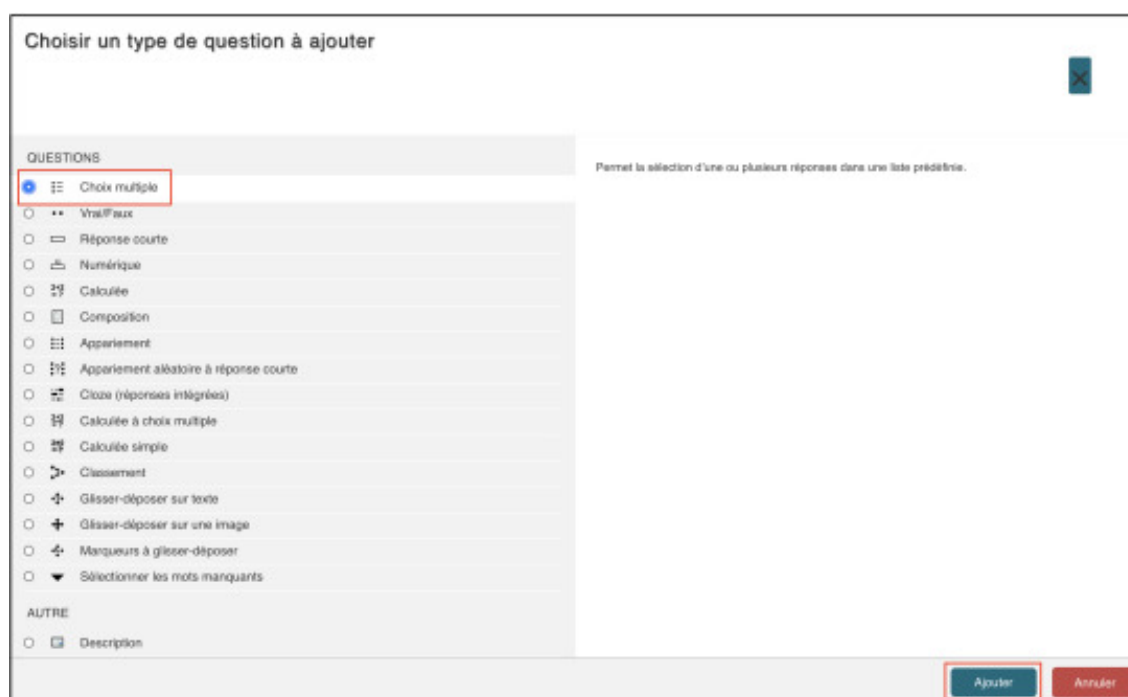 Choisir un type de question à ajouter
QUESTIONS
Choix multiple
Permet la sélection d'une ou plusieurs réponses dans une liste prédéfinie.
Vrai/Faux
Réponse courte
Numérique
Calculée
Composition
Appariement
Appariement aléatoire à réponse courte
Cloze (réponses intégrées)
Calculée à choix multiple
Calculée simple
Classement
Glisser-déposer sur texte
Glisser-déposer sur une image
Marqueurs à glisser-déposer
Sélectionner les mots manquants
AUTRE
Description
Ajouter
Annuler